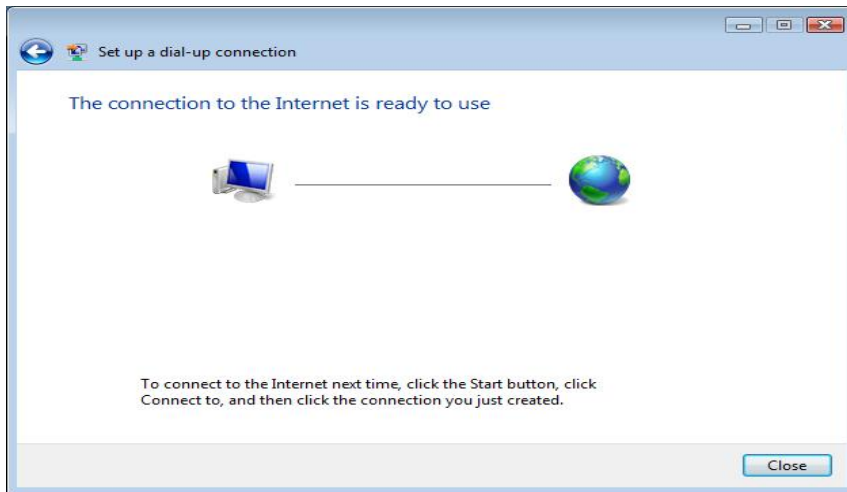 Set up a dial-up connection
The connection to the Internet is ready to use
To connect to the Internet next time, click the Start button, click
Connect to, and then click the connection you just created.
Close